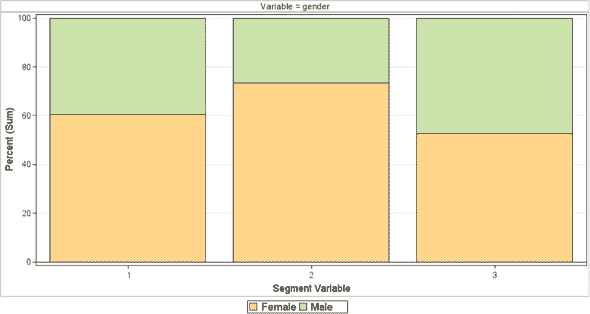 Variable = gender
Percent (Sum)
100
80
60
40
20
0
1 2 3
Segment Variable
Female Male